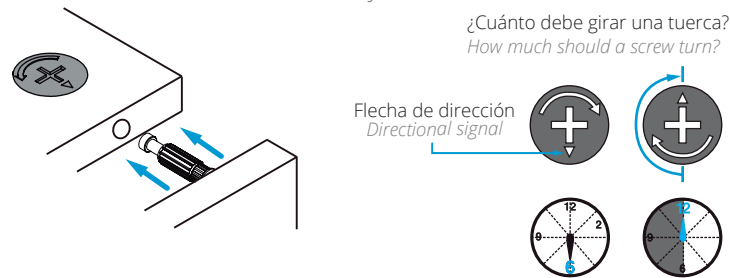 ¿Cuánto debe girar una tuerca?
How much should a screw turn?
Flecha de dirección
Directional signal
12
2
9
6
12
9
6